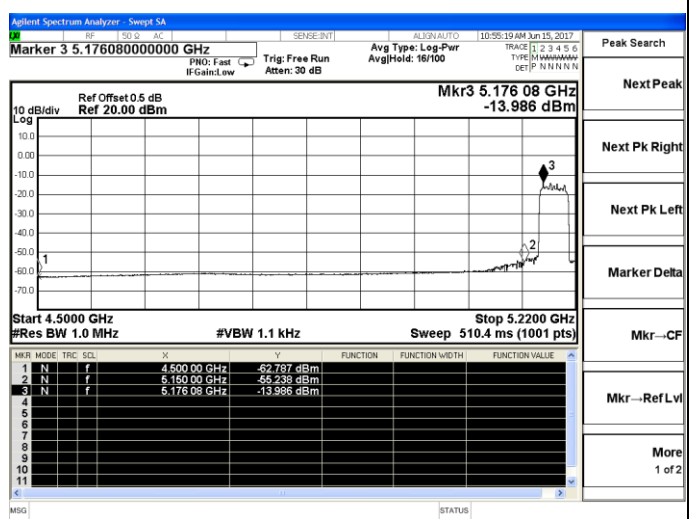 Agilent Spectrum Analyzer - Swept SA
RF 50 Ω AC SENSE:INT ALIGNAUTO 10:55:19 AM Jun 15, 2017
Marker 3 5.176080000000 GHz
PNO: Fast
IFGain:Low
Trig: Free Run
Atten: 30 dB
Avg Type: Log-Pwr
Avg|Hold: 16/100
TRACE 1 2 3 4 5 6
TYPE M WWWWW
DET P N N N N N
Ref Offset 0.5 dB
10 dB/div Ref 20.00 dBm
Log
Mkr3 5.176 08 GHz
-13.986 dBm
10.0
0.00
-10.0
-20.0
-30.0
-40.0
-50.0
-60.0
-70.0
1
2
3
Start 4.5000 GHz Stop 5.2200 GHz
#Res BW 1.0 MHz #VBW 1.1 kHz Sweep 510.4 ms (1001 pts)
MKR MODE TRC SCL X Y FUNCTION FUNCTION WIDTH FUNCTION VALUE
1 N f 4.500 00 GHz -62.787 dBm
2 N f 5.150 00 GHz -55.238 dBm
3 N f 5.176 08 GHz -13.986 dBm
4
5
6
7
8
9
10
11
MSG STATUS
Peak Search
Next Peak
Next Pk Right
Next Pk Left
Marker Delta
Mkr→CF
Mkr→Ref Lvl
More
1 of 2